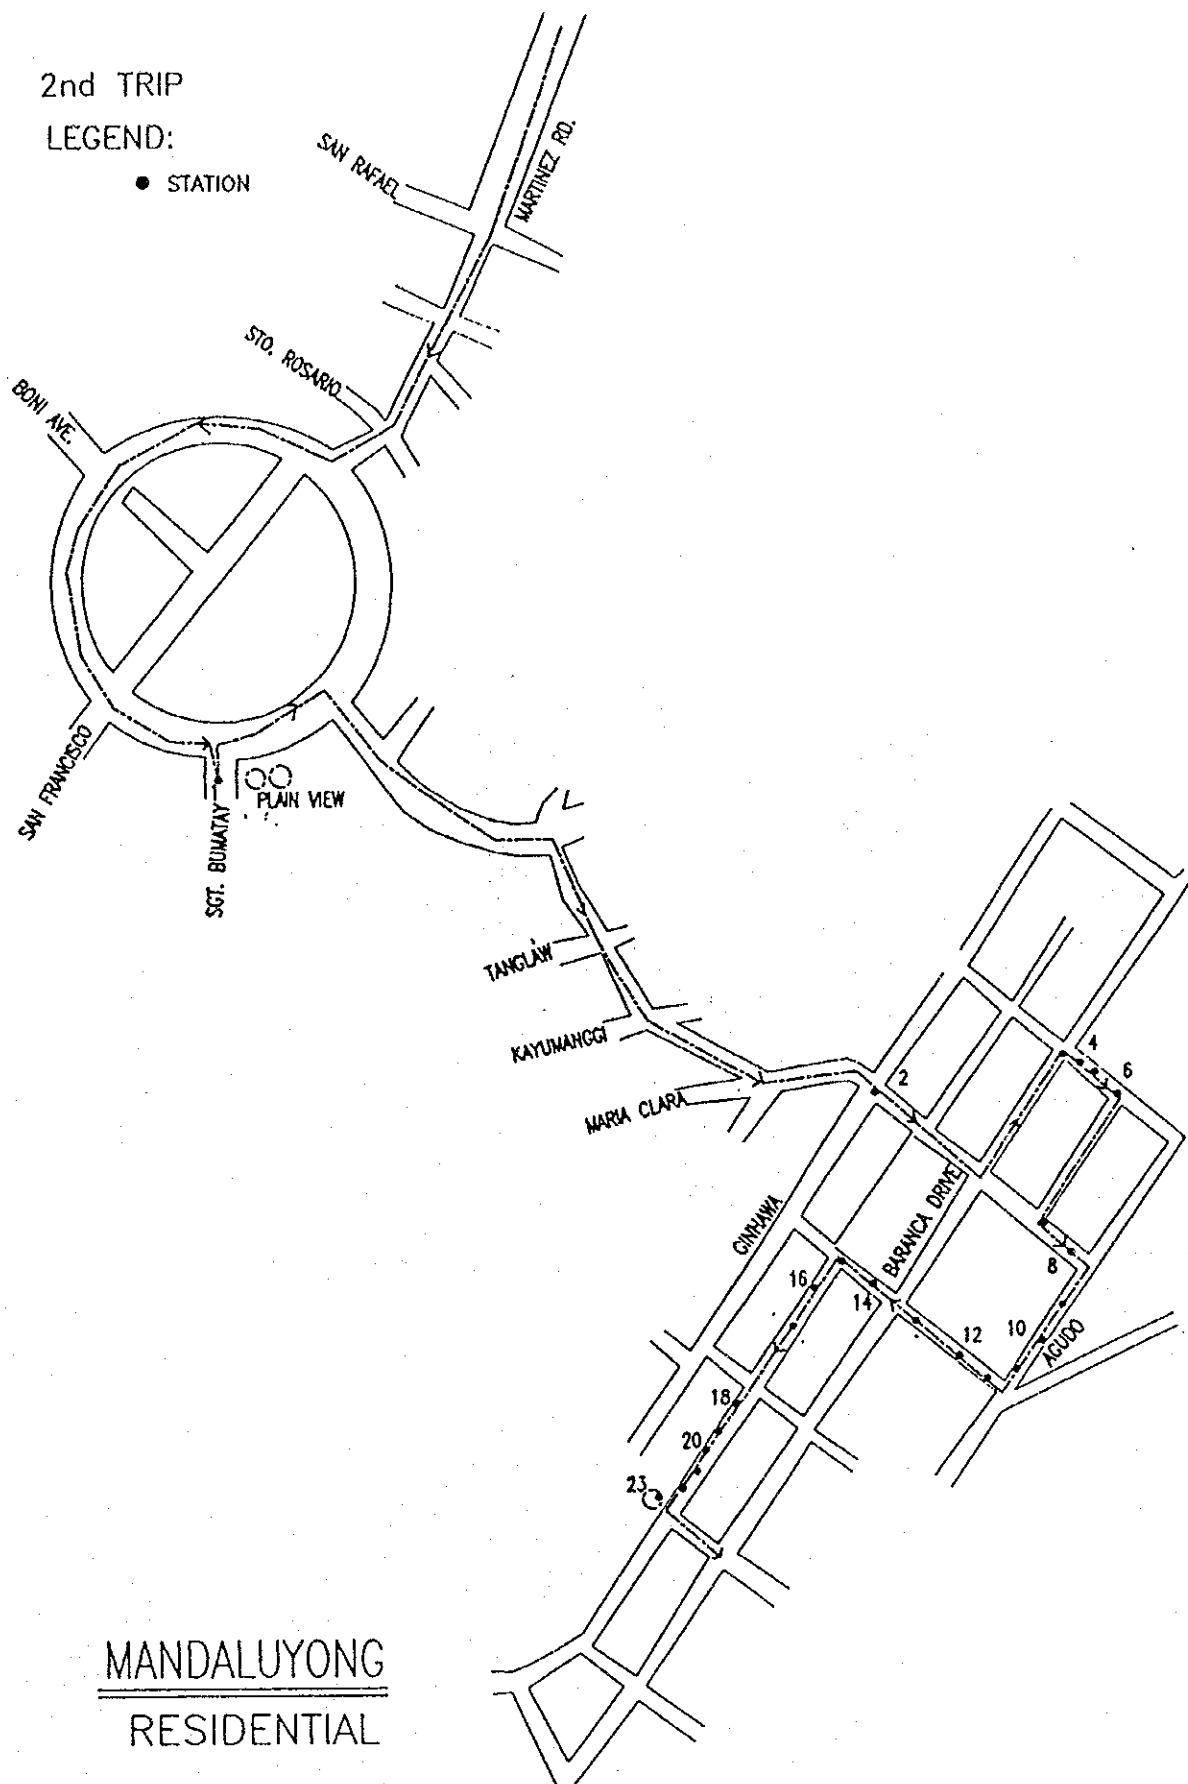 2nd TRIP
LEGEND:
● STATION
SAN RAFAEL
MARTINEZ RD.
STO. ROSARIO
BONI AVE.
SAN FRANCISCO
SGT. BUMATAY
PLAIN VIEW
TANGLAW
KAYUMANGGI
MARIA CLARA
2
4
6
GINHAWA
BARANCA DRIVE
8
16
14
12
10
AGUDO
18
20
23
MANDALUYONG
RESIDENTIAL